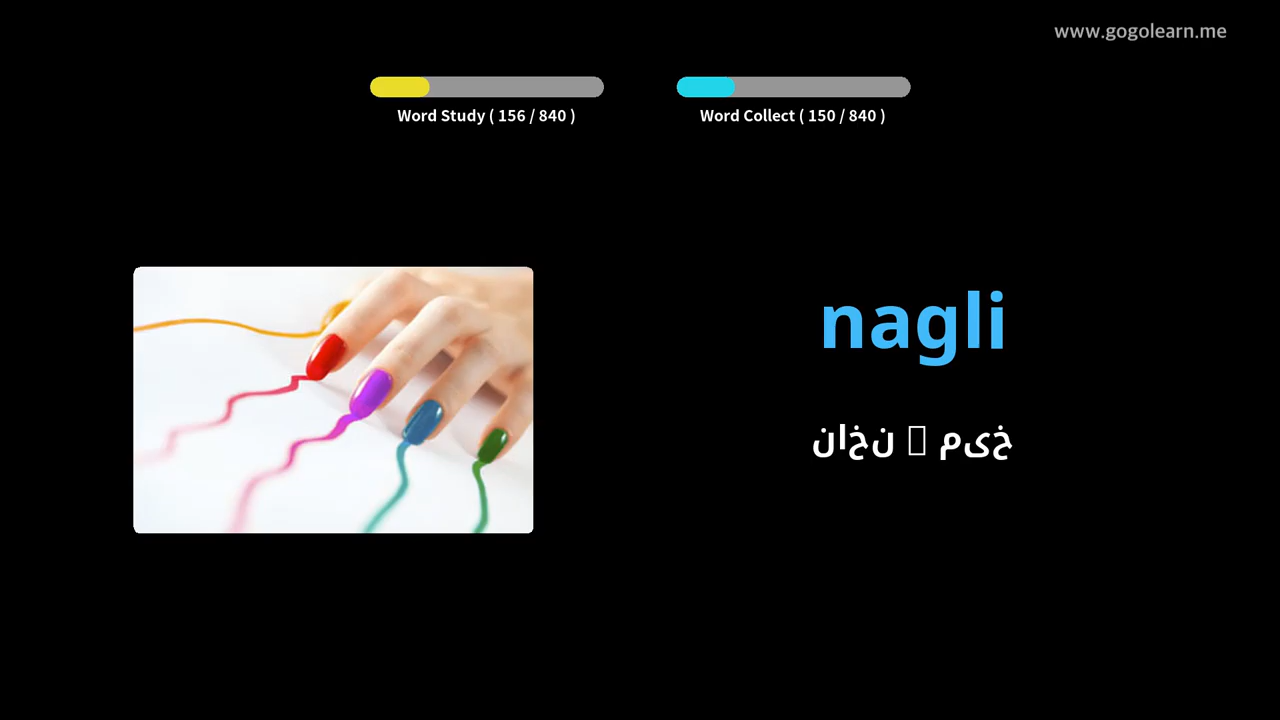 www.gogolearn.me
Word Study ( 156 / 840 )
Word Collect ( 150 / 840 )
nagli
ناخن میخ